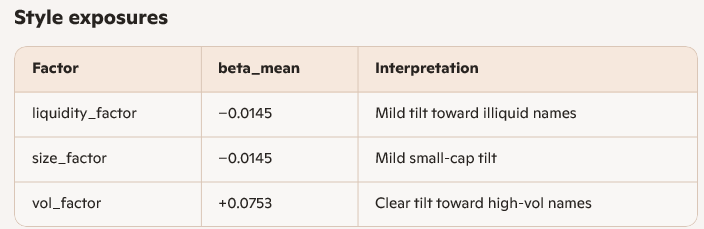 Style exposures
Factor beta_mean Interpretation
liquidity_factor −0.0145 Mild tilt toward illiquid names
size_factor −0.0145 Mild small-cap tilt
vol_factor +0.0753 Clear tilt toward high-vol names